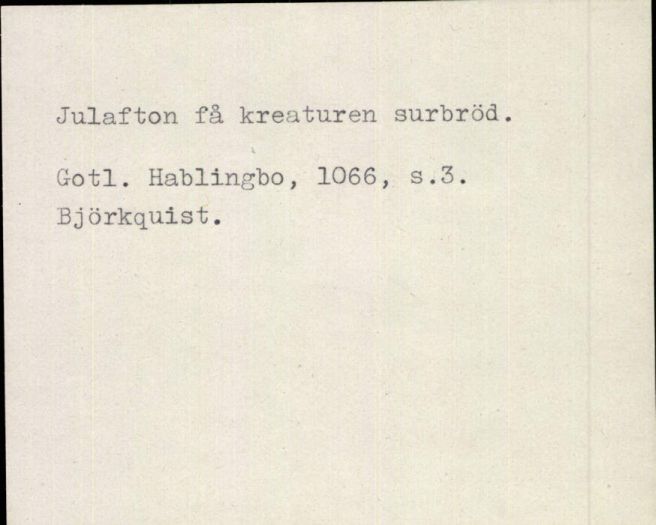 Julafton få kreaturen surbröd.
Gotl. Hablingbo, 1066, s.3.
Björkquist.